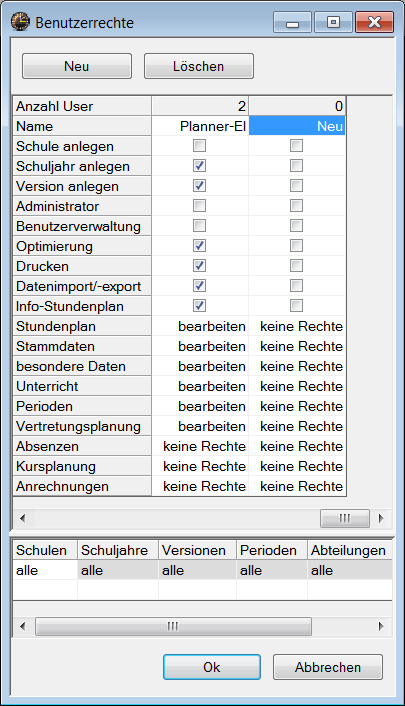 Benutzerrechte
Neu Löschen
Anzahl User 2 0
Name Planner-El Neu
Schule anlegen
Schuljahr anlegen
Version anlegen
Administrator
Benutzerverwaltung
Optimierung
Drucken
Datenimport/-export
Info-Stundenplan
Stundenplan bearbeiten keine Rechte
Stammdaten bearbeiten keine Rechte
besondere Daten bearbeiten keine Rechte
Unterricht bearbeiten keine Rechte
Perioden bearbeiten keine Rechte
Vertretungsplanung bearbeiten keine Rechte
Absenzen keine Rechte keine Rechte
Kursplanung keine Rechte keine Rechte
Anrechnungen keine Rechte keine Rechte
Schulen Schuljahre Versionen Perioden Abteilungen
alle alle alle alle alle
Ok Abbrechen